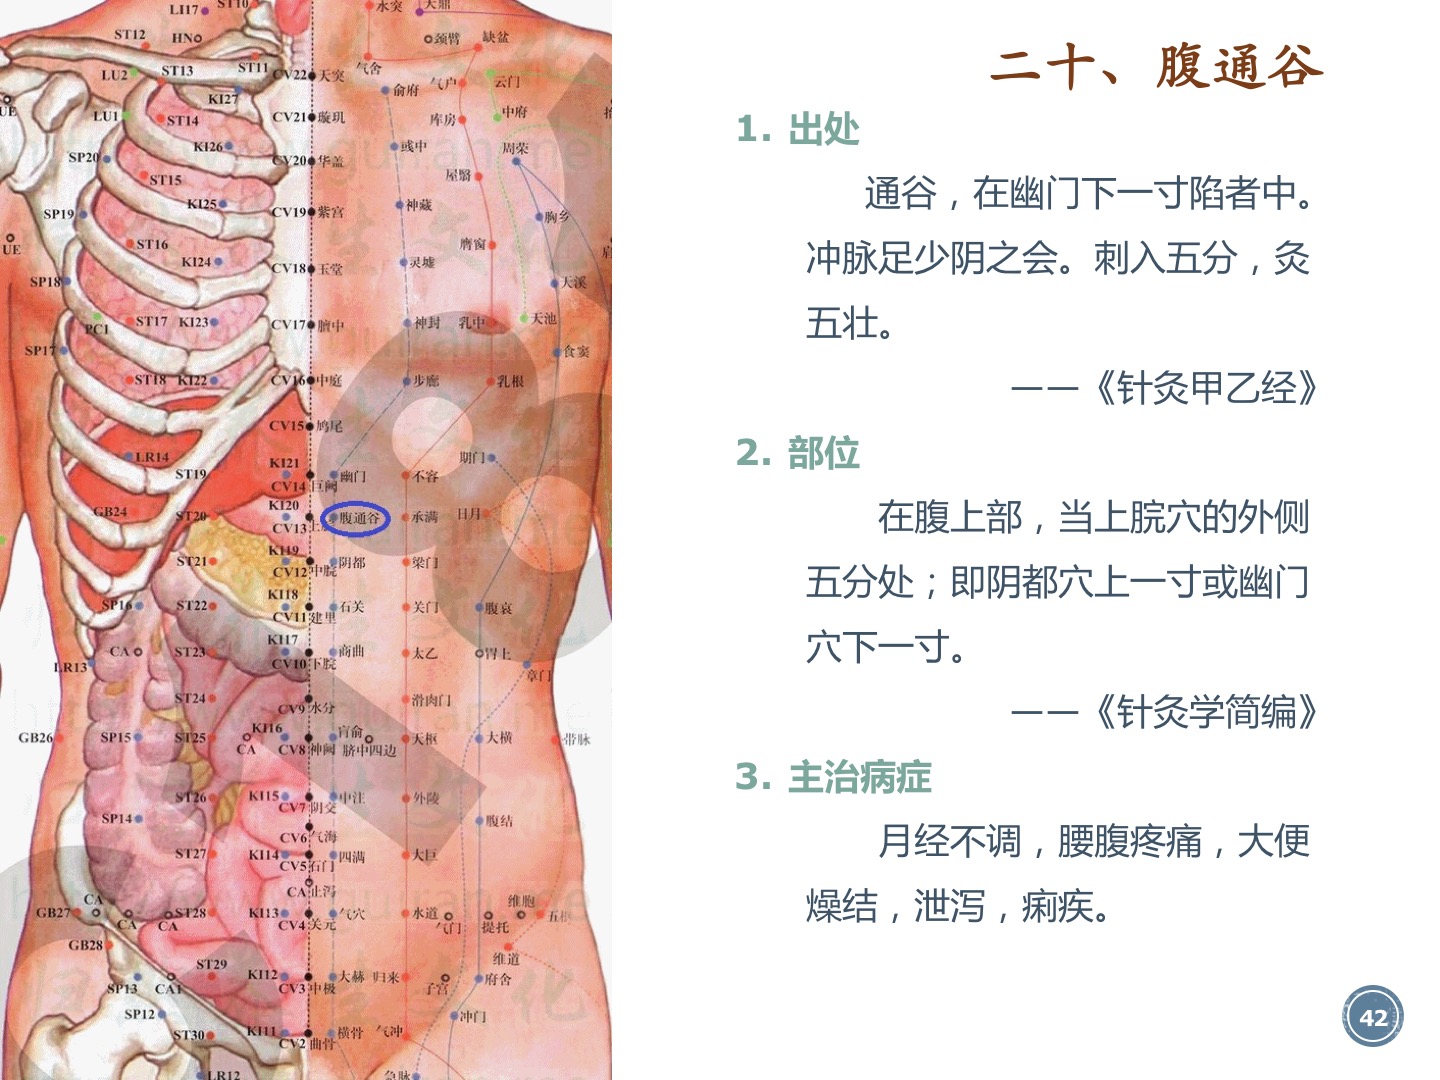 二十、腹通谷
1. 出处
通谷，在幽门下一寸陷者中。
冲脉足少阴之会。刺入五分，灸
五壮。
——《针灸甲乙经》
2. 部位
在腹上部，当上脘穴的外侧
五分处；即阴都穴上一寸或幽门
穴下一寸。
——《针灸学简编》
3. 主治病症
月经不调，腰腹疼痛，大便
燥结，泄泻，痢疾。
42
LI17 ST10 水突 大鼎
ST12 HN 颈臂 缺盆
LU2 ST13 ST11 CV22 天突 气舍 俞府 气户 云门
KI27
UE LU1 ST14 CV21 璇玑 库房 中府
SP20 KI26 CV20 华盖 彧中 周荣
ST15 屋翳
SP19 KI25 CV19 紫宫 神藏 胸乡
UE ST16 KI24 CV18 玉堂 灵墟 膺窗
SP18 天溪
PC1 ST17 KI23 CV17 膻中 神封 乳中 天池
SP17 食窦
ST18 KI22 CV16 中庭 步廊 乳根
CV15 鸠尾
LR14 KI21 期门
ST19 CV14 巨阙 幽门 不容
GB24 ST20 KI20 CV13 腹通谷 承满 日月
ST21 KI19 CV12 中脘 阴都 梁门
SP16 ST22 KI18 CV11 建里 石关 关门 腹哀
CA ST23 KI17 CV10 下脘 商曲 太乙 胃上
LR13 章门
ST24 CV9 水分 滑肉门
GB26 SP15 ST25 CA KI16 CV8 神阙 肓俞 脐中四边 天枢 大横 带脉
ST26 KI15 CV7 阴交 中注 外陵
SP14 CV6 气海 腹结
ST27 KI14 CV5 石门 四满 大巨
CA 止泻
CA 维胞
GB27 CA CA ST28 KI13 CV4 关元 气穴 水道 气门 提托 五枢
GB28 维道
ST29
SP13 CA1 KI12 CV3 中极 大赫 归来 子宫 府舍
SP12 冲门
ST30 KI11 CV2 曲骨 横骨 气冲
LR12 急脉